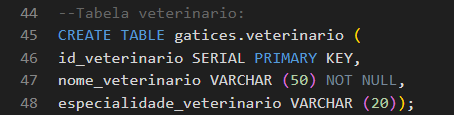 44 --Tabela veterinario:
45 CREATE TABLE gatices.veterinario (
46 id_veterinario SERIAL PRIMARY KEY,
47 nome_veterinario VARCHAR (50) NOT NULL,
48 especialidade_veterinario VARCHAR (20));